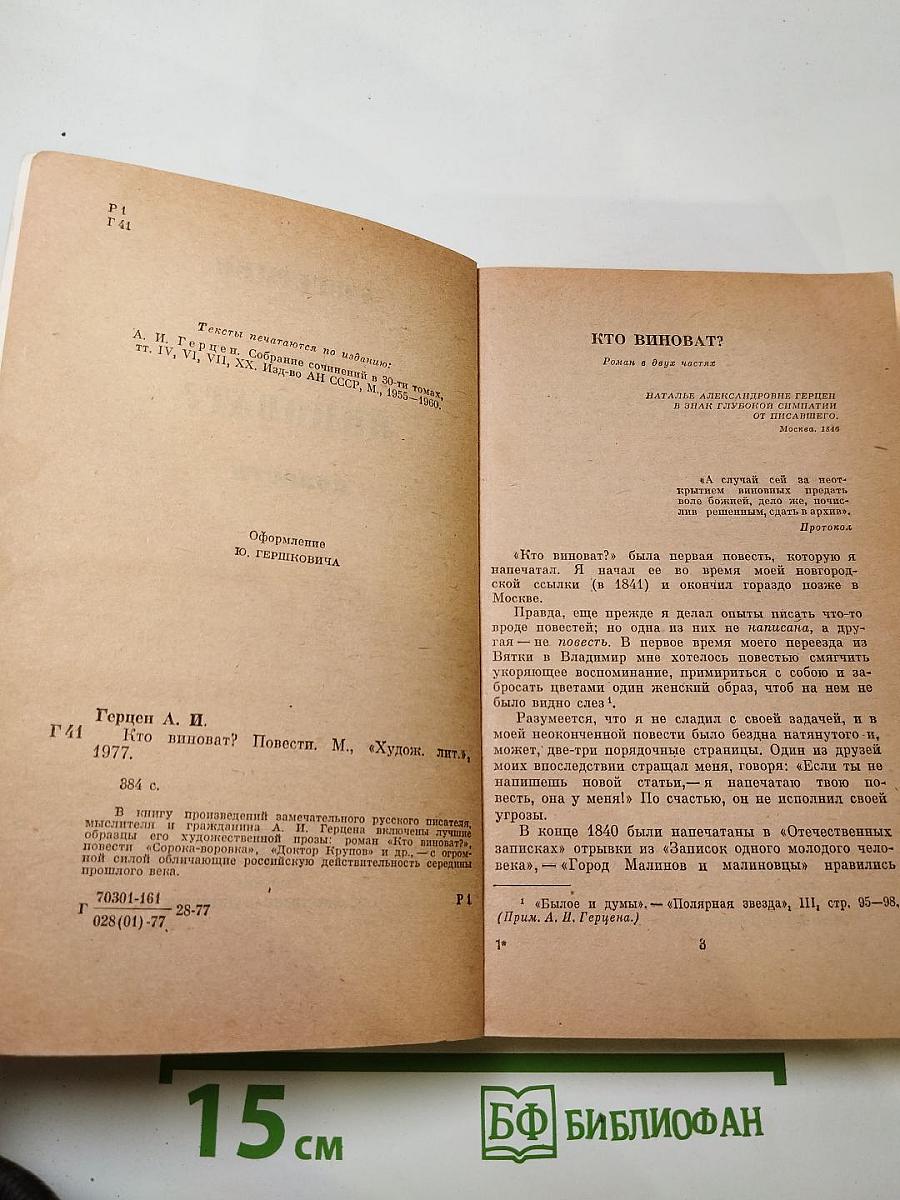 Р1
Г41
Тексты печатаются по изданию:
А. И. Герцен. Собрание сочинений в 30-ти томах,
тт. IV, VI, VII, XX. Изд-во АН СССР, М., 1955—1960.
Оформление
Ю. ГЕРШКОВИЧА
Герцен А. И.
Г41 Кто виноват? Повести. М., «Худож. лит.»,
1977.
384 с.
В книгу произведений замечательного русского писателя,
мыслителя и гражданина А. И. Герцена включены лучшие
образцы его художественной прозы: роман «Кто виноват?»,
повести «Сорока-воровка», «Доктор Крупов» и др., — с огром-
ной силой обличающие российскую действительность середины
прошлого века.
Г 70301-161 28-77
028(01)-77
Р1
КТО ВИНОВАТ?
Роман в двух частях
НАТАЛЬЕ АЛЕКСАНДРОВНЕ ГЕРЦЕН
В ЗНАК ГЛУБОКОЙ СИМПАТИИ
ОТ ПИСАВШЕГО.
Москва. 1846
«А случай сей за неот-
крытием виновных предать
воле божией, дело же, почис-
лив решенным, сдать в архив».
Протокол
«Кто виноват?» была первая повесть, которую я
напечатал. Я начал ее во время моей новгород-
ской ссылки (в 1841) и окончил гораздо позже в
Москве.
Правда, еще прежде я делал опыты писать что-то
вроде повестей; но одна из них не написана, а дру-
гая — не повесть. В первое время моего переезда из
Вятки в Владимир мне хотелось повестью смягчить
укоряющее воспоминание, примириться с собою и за-
бросать цветами один женский образ, чтоб на нем не
было видно слез¹.
Разумеется, что я не сладил с своей задачей, и в
моей неоконченной повести было бездна натянутого и,
может, две-три порядочные страницы. Один из друзей
моих впоследствии стращал меня, говоря: «Если ты не
напишешь новой статьи, — я напечатаю твою по-
весть, она у меня!» По счастью, он не исполнил своей
угрозы.
В конце 1840 были напечатаны в «Отечественных
записках» отрывки из «Записок одного молодого чело-
века», — «Город Малинов и малиновцы» нравились
¹ «Былое и думы». — «Полярная звезда», III, стр. 95—98.
(Прим. А. И. Герцена.)
1*
3
15 см
БФ БИБЛИОФАН